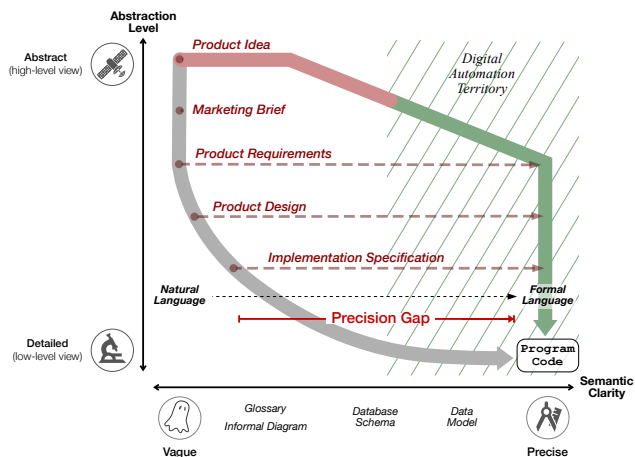 Abstraction
Level
Product Idea
Digital
Automation
Territory
Abstract
(high-level view)
Marketing Brief
Product Requirements
Product Design
Implementation Specification
Natural
Language
Formal
Language
Precision Gap
Detailed
(low-level view)
Program
Code
Semantic
Clarity
Glossary
Informal Diagram
Database
Schema
Data
Model
Vague
Precise